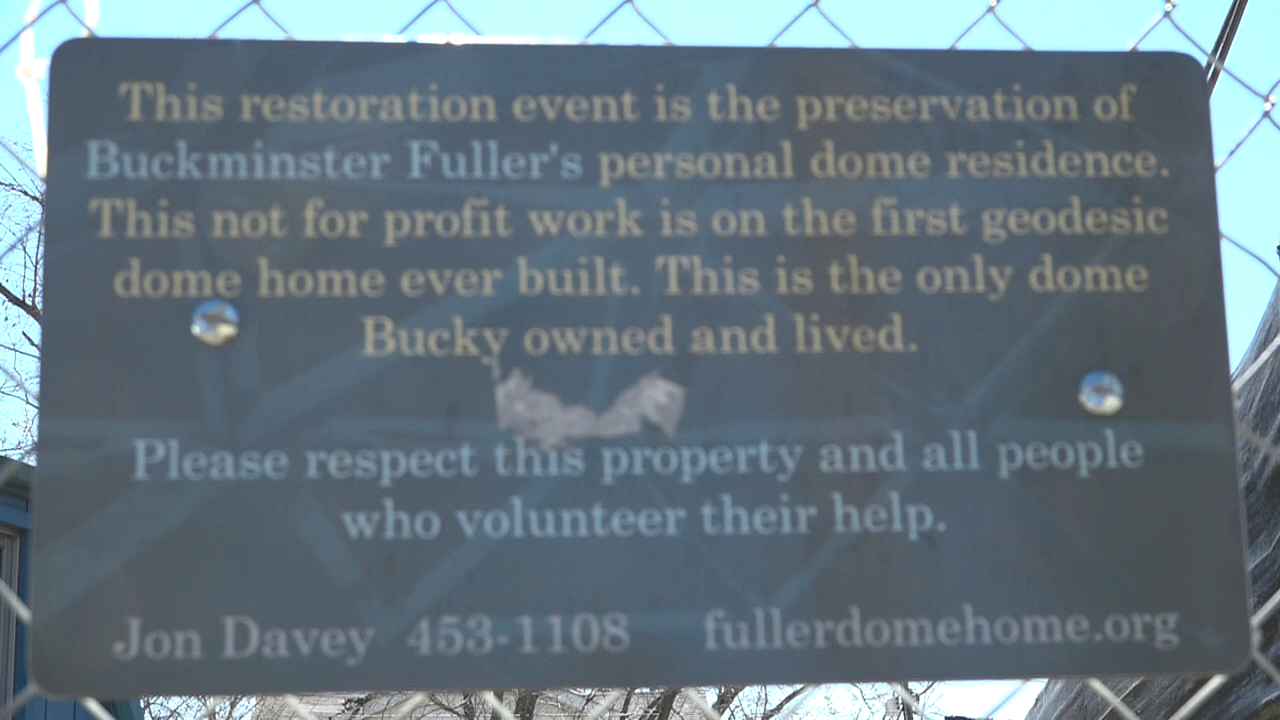 This restoration event is the preservation of
Buckminster Fuller's personal dome residence.
This not for profit work is on the first geodesic
dome home ever built. This is the only dome
Bucky owned and lived.
Please respect this property and all people
who volunteer their help.
Jon Davey 453-1108 fullerdomehome.org